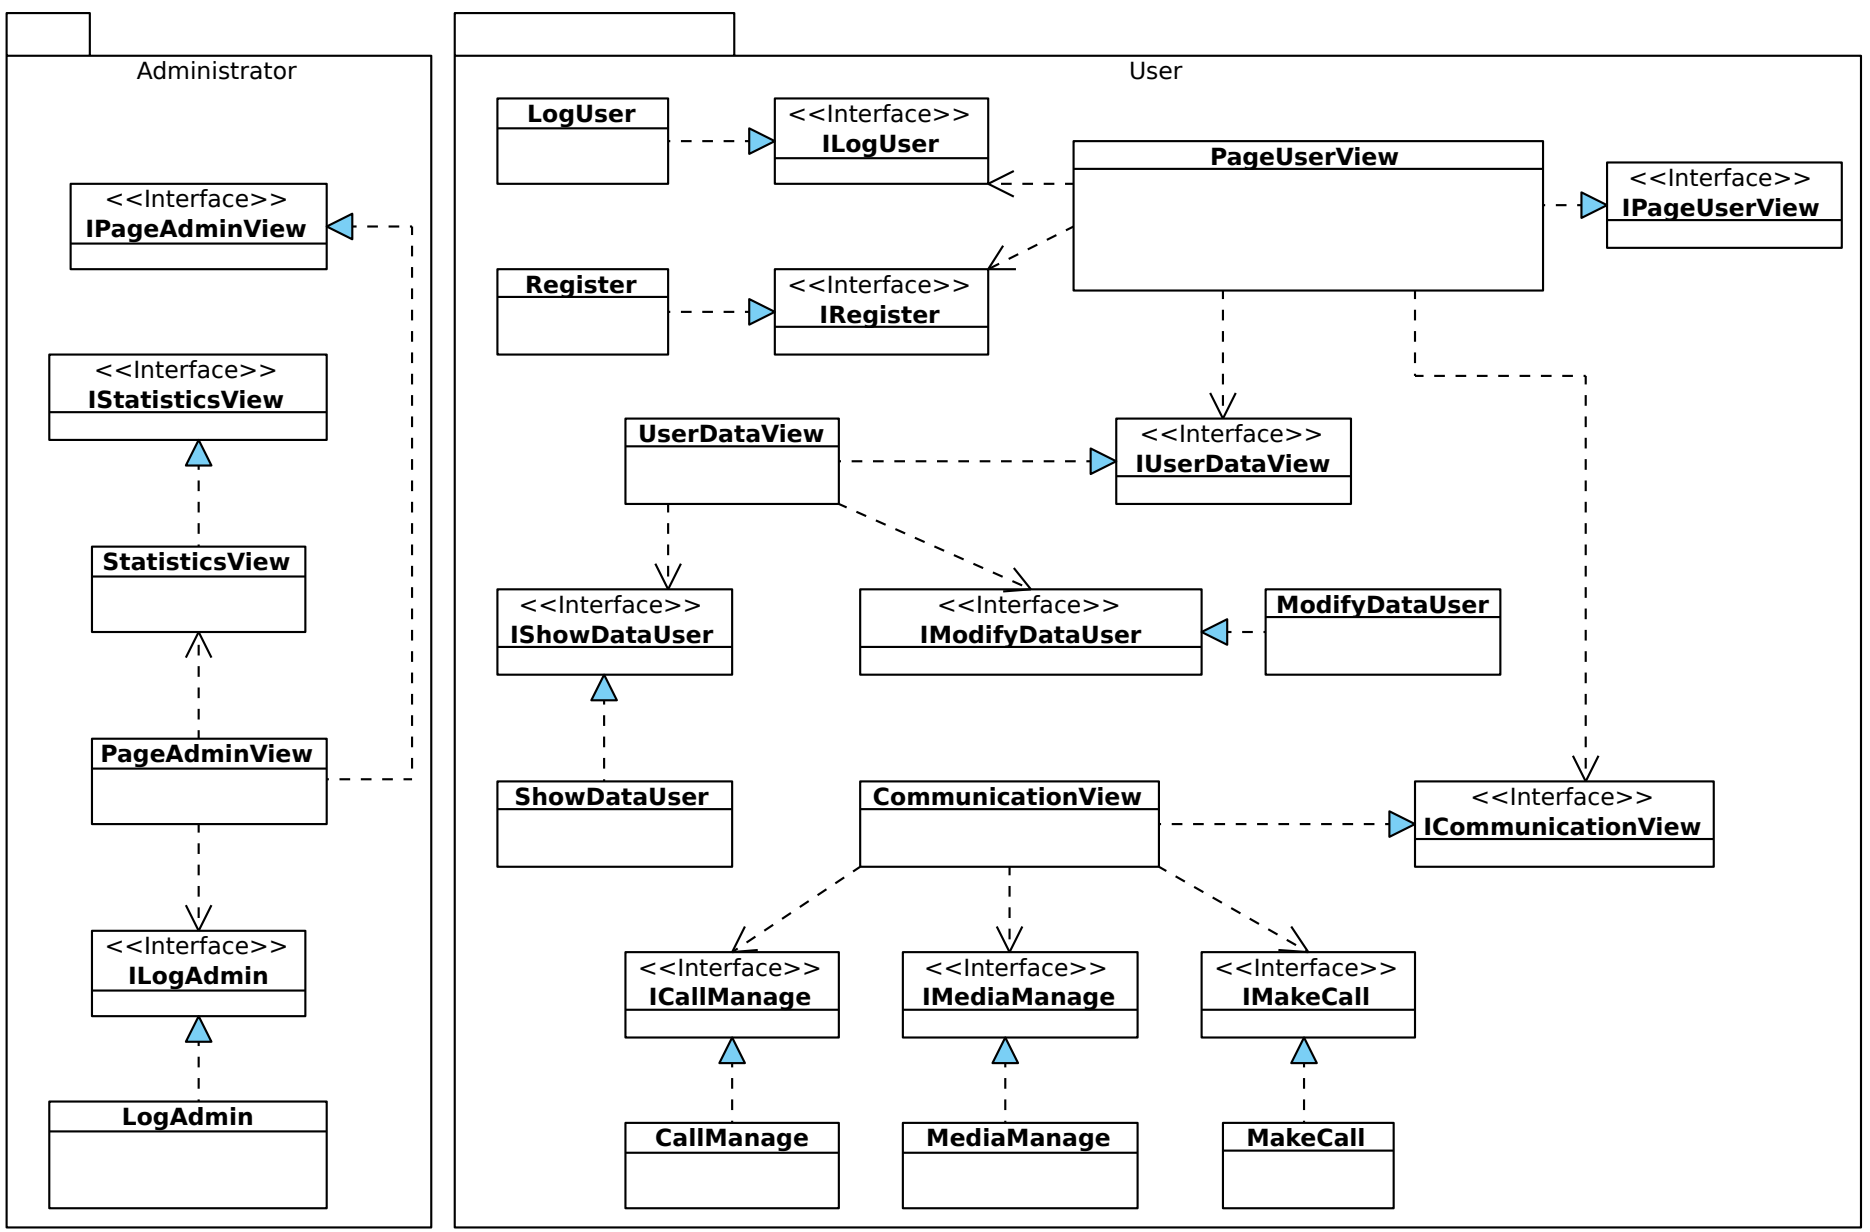 Administrator
<<Interface>>
IPageAdminView
<<Interface>>
IStatisticsView
StatisticsView
PageAdminView
<<Interface>>
ILogAdmin
LogAdmin
User
LogUser
<<Interface>>
ILogUser
PageUserView
<<Interface>>
IPageUserView
Register
<<Interface>>
IRegister
UserDataView
<<Interface>>
IUserDataView
<<Interface>>
IShowDataUser
<<Interface>>
IModifyDataUser
ModifyDataUser
ShowDataUser
CommunicationView
<<Interface>>
ICommunicationView
<<Interface>>
ICallManage
<<Interface>>
IMediaManage
<<Interface>>
IMakeCall
CallManage
MediaManage
MakeCall